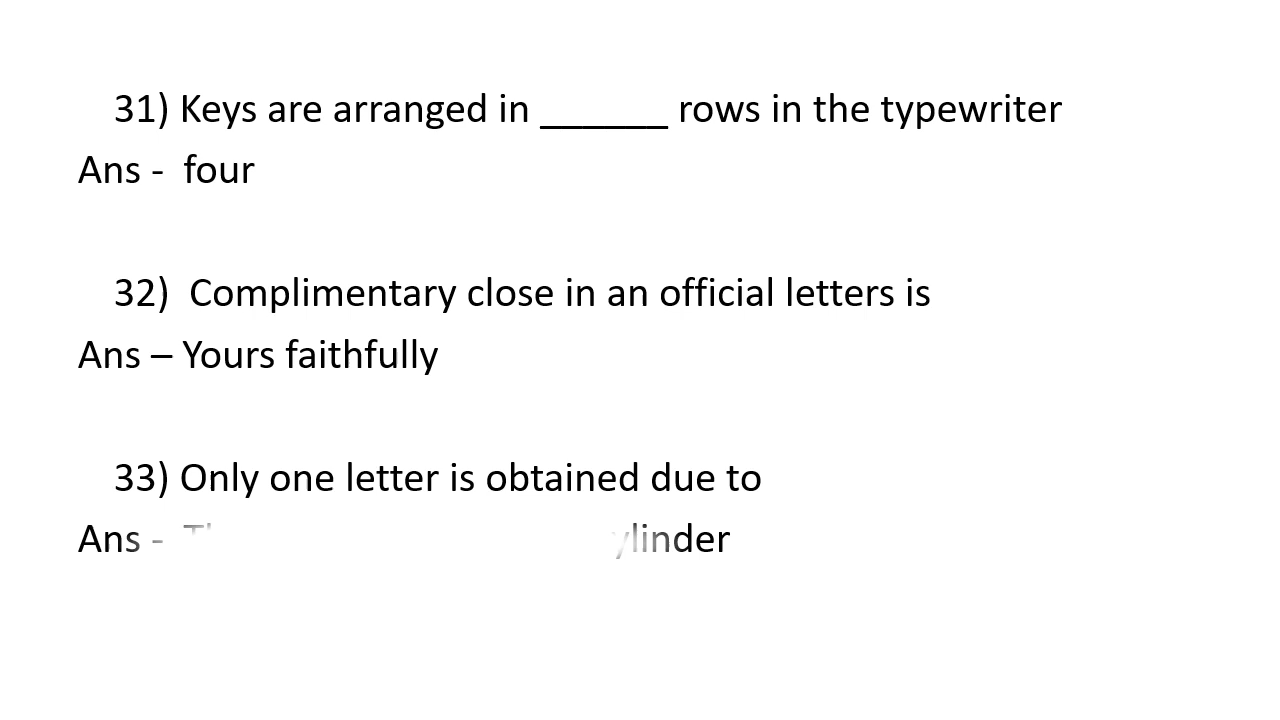 31) Keys are arranged in ______ rows in the typewriter
Ans -  four
32)  Complimentary close in an official letters is
Ans – Yours faithfully
33) Only one letter is obtained due to
Ans -